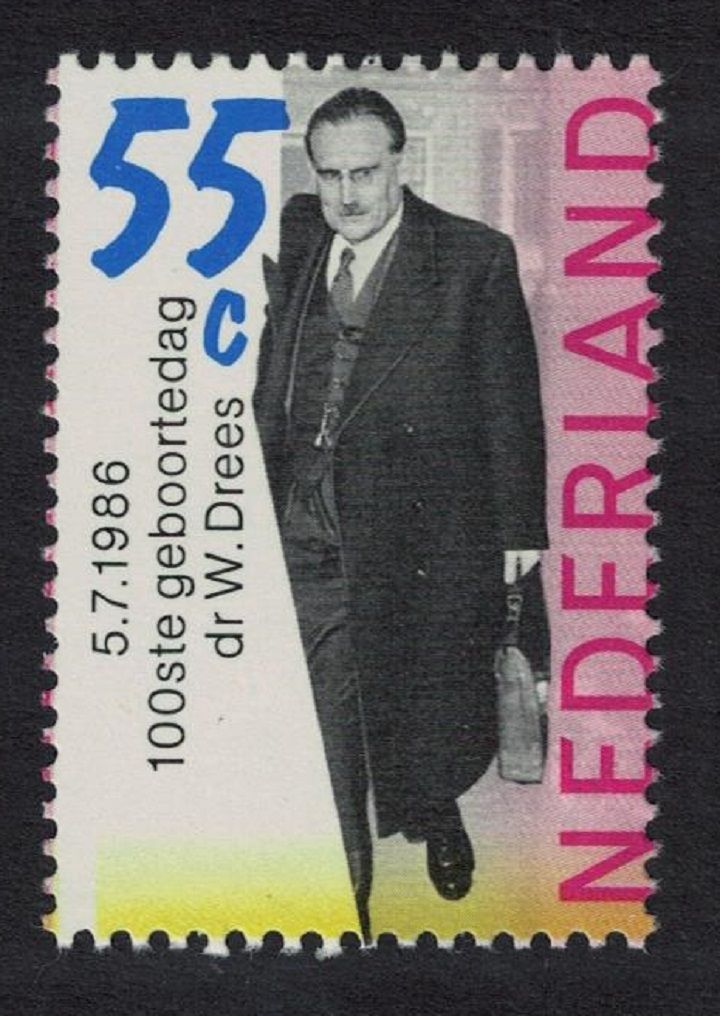 55
c
5.7.1986
100ste geboortedag
dr W. Drees
NEDERLAND